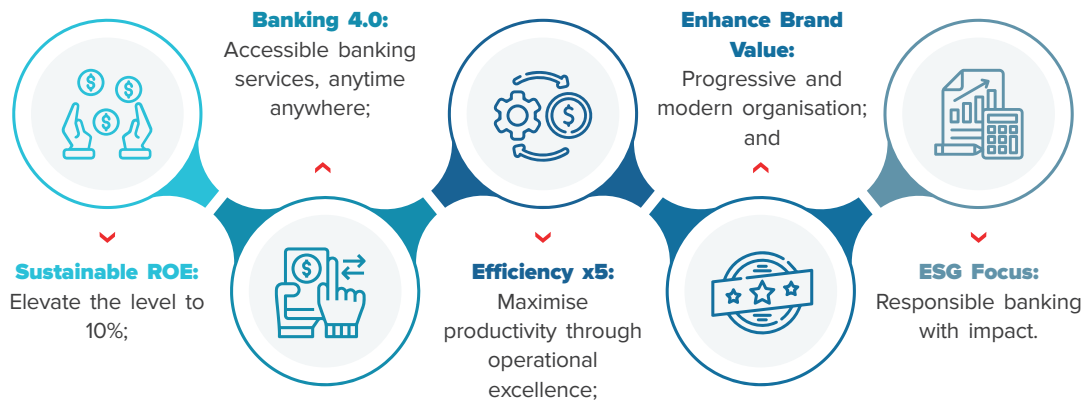 Sustainable ROE:
Elevate the level to
10%;
Banking 4.0:
Accessible banking
services, anytime
anywhere;
Efficiency x5:
Maximise
productivity through
operational
excellence;
Enhance Brand
Value:
Progressive and
modern organisation;
and
ESG Focus:
Responsible banking
with impact.